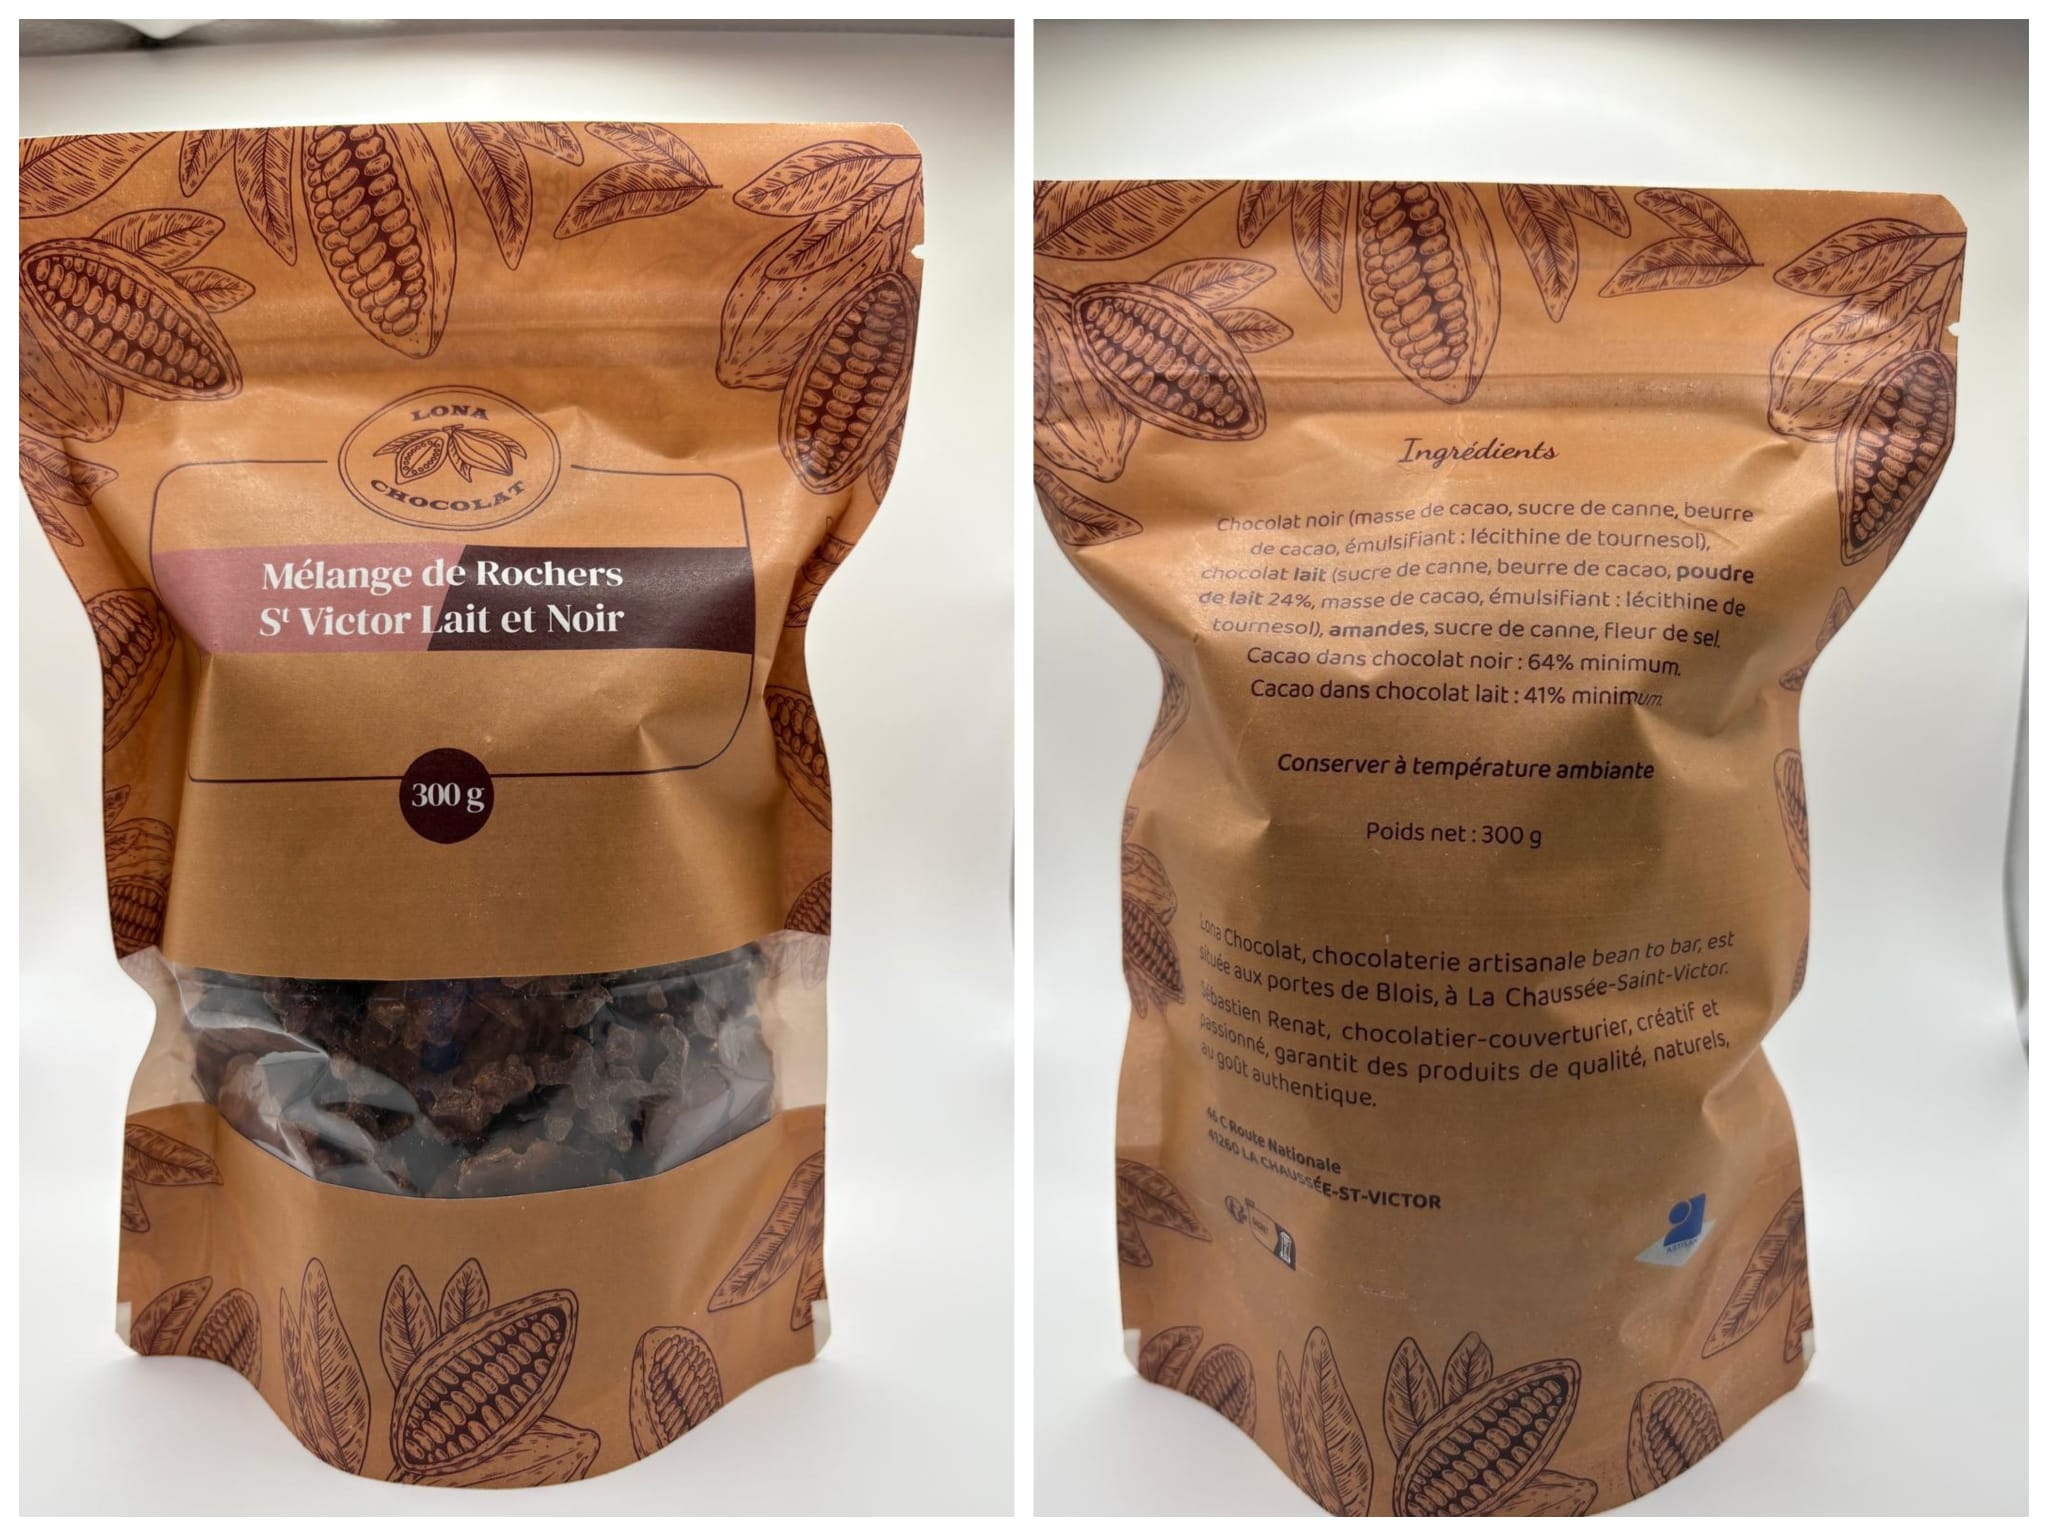 LONA
CHOCOLAT
Mélange de Rochers
St Victor Lait et Noir
300 g
Ingrédients
Chocolat noir (masse de cacao, sucre de canne, beurre
de cacao, émulsifiant : lécithine de tournesol),
chocolat lait (sucre de canne, beurre de cacao, poudre
de lait 24%, masse de cacao, émulsifiant : lécithine de
tournesol), amandes, sucre de canne, fleur de sel.
Cacao dans chocolat noir : 64% minimum.
Cacao dans chocolat lait : 41% minimum.
Conserver à température ambiante
Poids net : 300 g
Lona Chocolat, chocolaterie artisanale bean to bar, est
située aux portes de Blois, à La Chaussée-Saint-Victor.
Sébastien Renat, chocolatier-couverturier, créatif et
passionné, garantit des produits de qualité, naturels,
au goût authentique.
46 C Route Nationale
41260 LA CHAUSSÉE-ST-VICTOR
ARTISAN